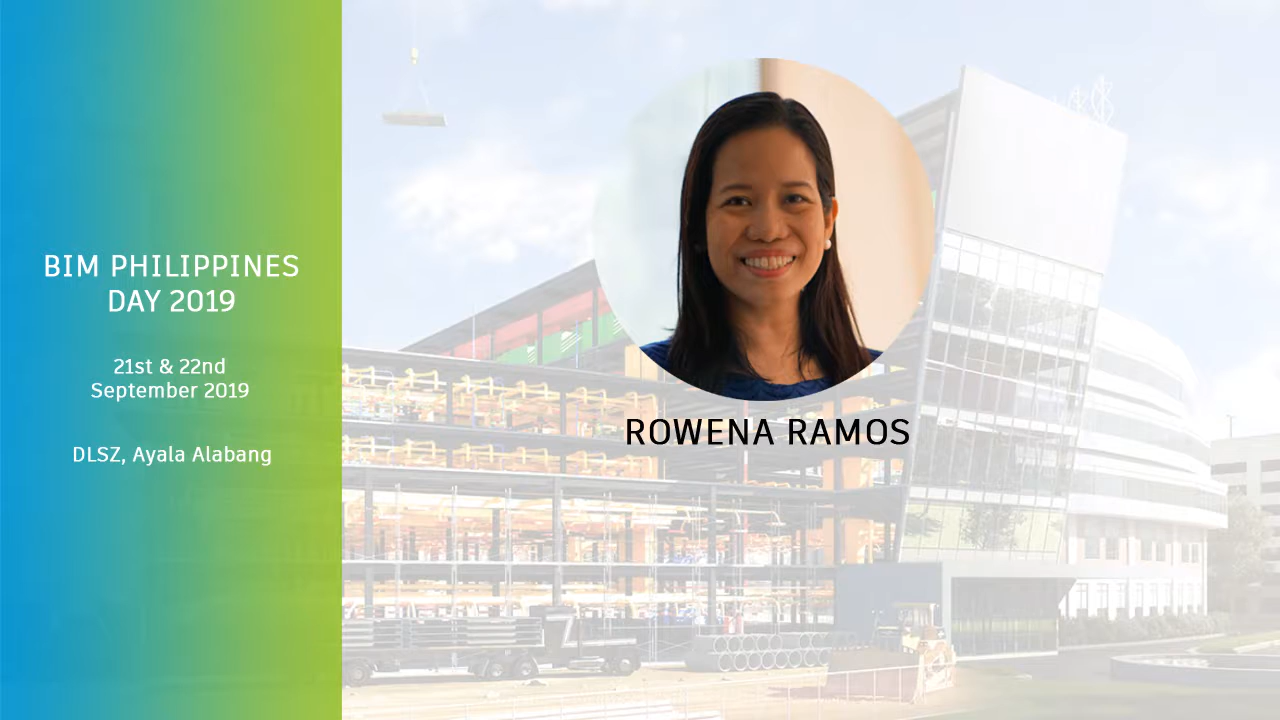 BIM PHILIPPINES
DAY 2019
21st & 22nd
September 2019
DLSZ, Ayala Alabang
ROWENA RAMOS